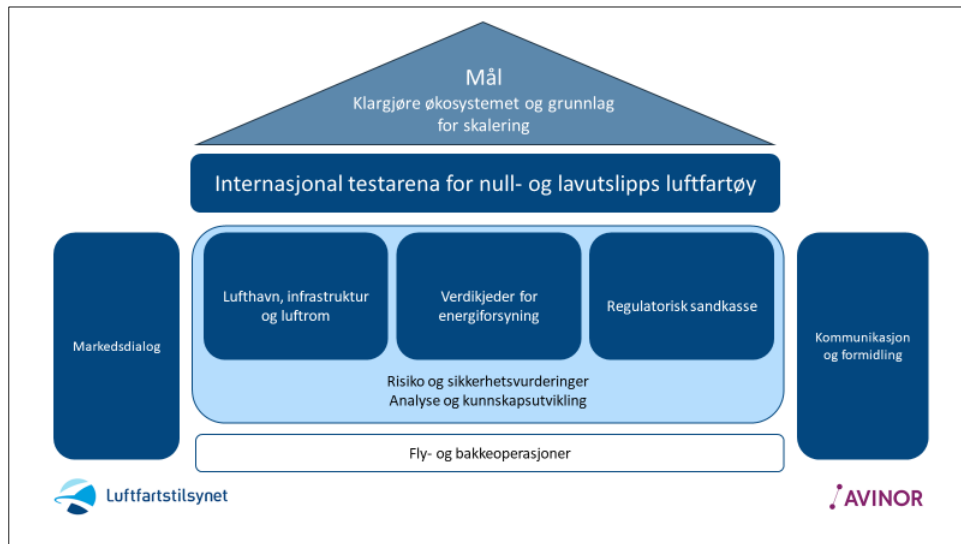 Mål
Klargjøre økosystemet og grunnlag
for skalering
Internasjonal testarena for null- og lavutslipps luftfartøy
Markedsdialog
Lufthavn, infrastruktur
og luftrom
Verdikjeder for
energiforsyning
Regulatorisk sandkasse
Kommunikasjon
og formidling
Risiko og sikkerhetsvurderinger
Analyse og kunnskapsutvikling
Fly- og bakkeoperasjoner
Luftfartstilsynet
AVINOR